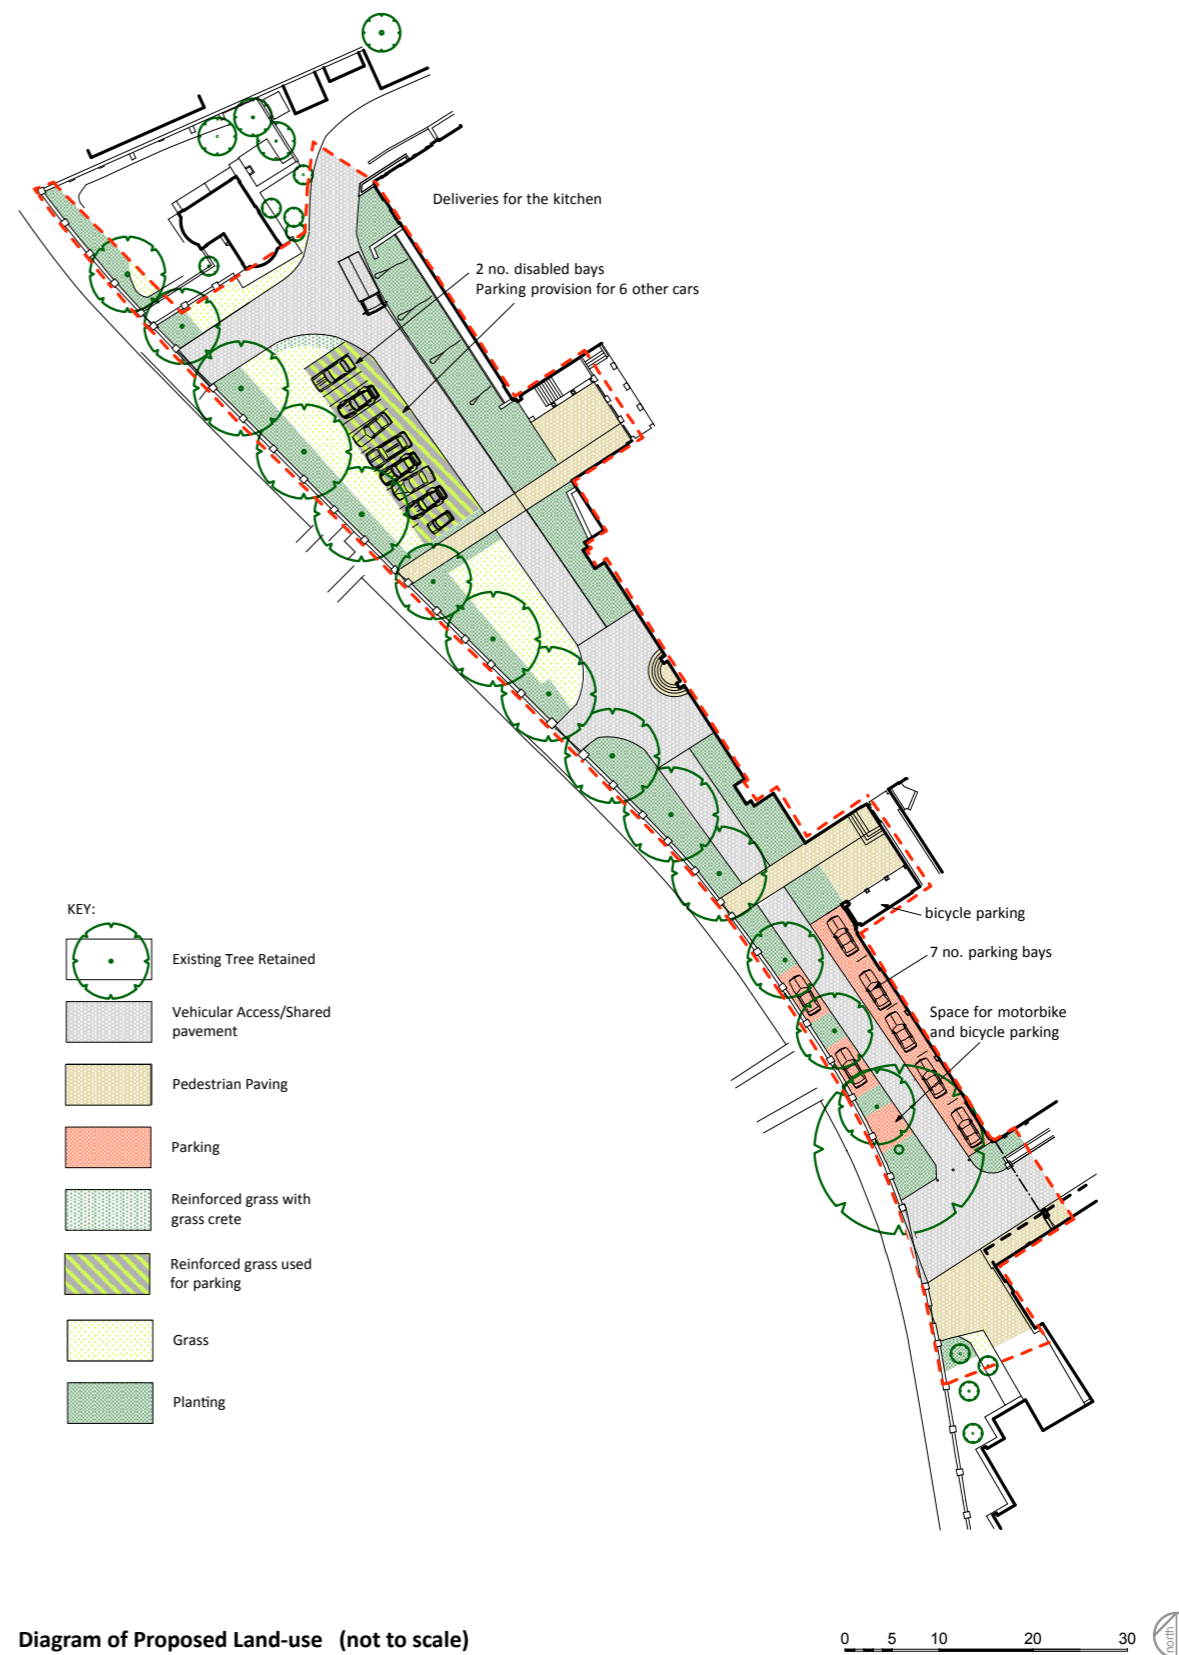 Deliveries for the kitchen
2 no. disabled bays
Parking provision for 6 other cars
KEY:
Existing Tree Retained
Vehicular Access/Shared
pavement
Pedestrian Paving
Parking
Reinforced grass with
grass crete
Reinforced grass used
for parking
Grass
Planting
bicycle parking
7 no. parking bays
Space for motorbike
and bicycle parking
Diagram of Proposed Land-use (not to scale)
0 5 10 20 30
north